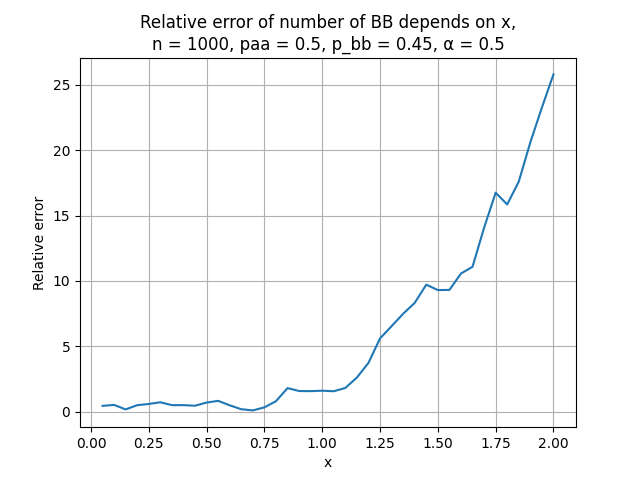 Relative error of number of BB depends on x,
n = 1000, paa = 0.5, p_bb = 0.45, α = 0.5
Relative error
25
20
15
10
5
0
0.00 0.25 0.50 0.75 1.00 1.25 1.50 1.75 2.00
x